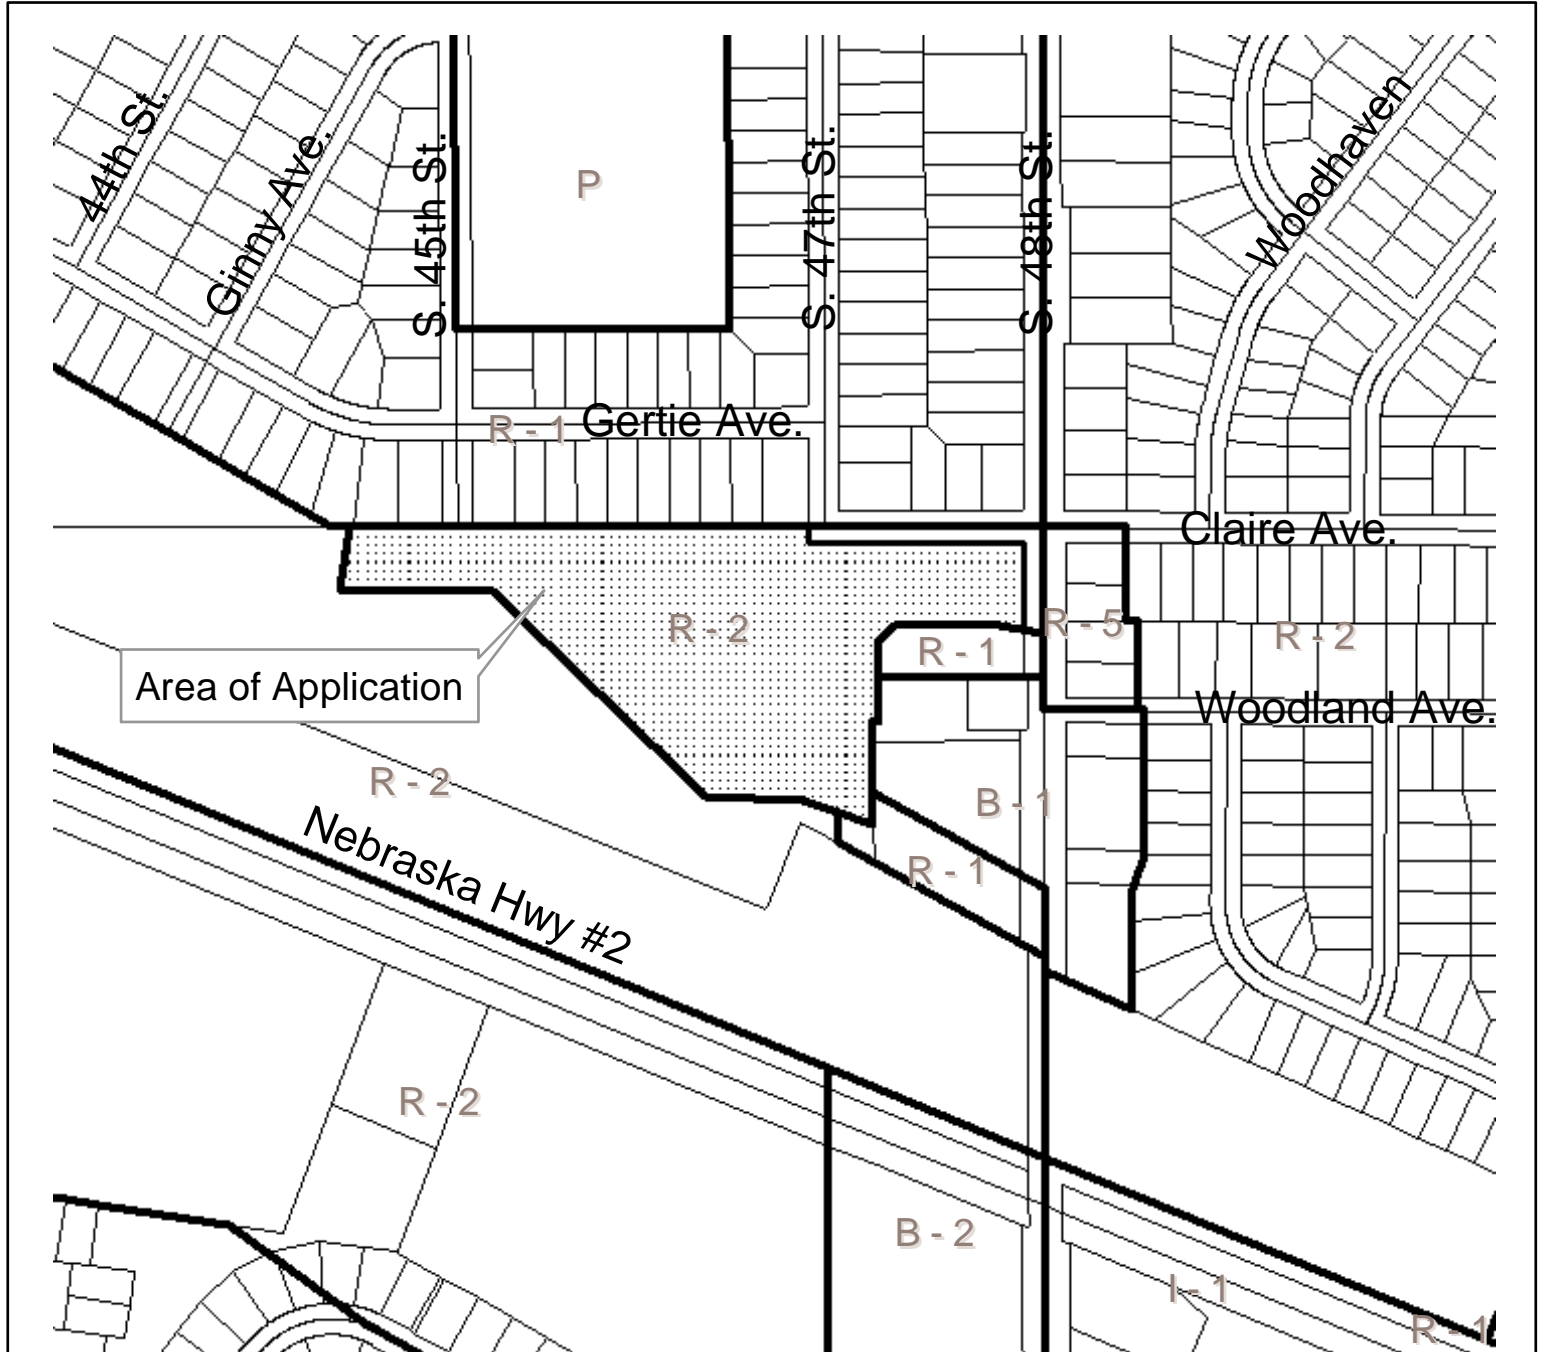 44th St.
Ginny Ave.
S. 45th St.
P
S. 47th St.
S. 48th St.
Woodhaven
R - 1
Gertie Ave.
Claire Ave.
R - 2
R - 5
R - 2
R - 1
Area of Application
Woodland Ave.
R - 2
B - 1
R - 1
Nebraska Hwy #2
R - 2
B - 2
I - 1
R - 1